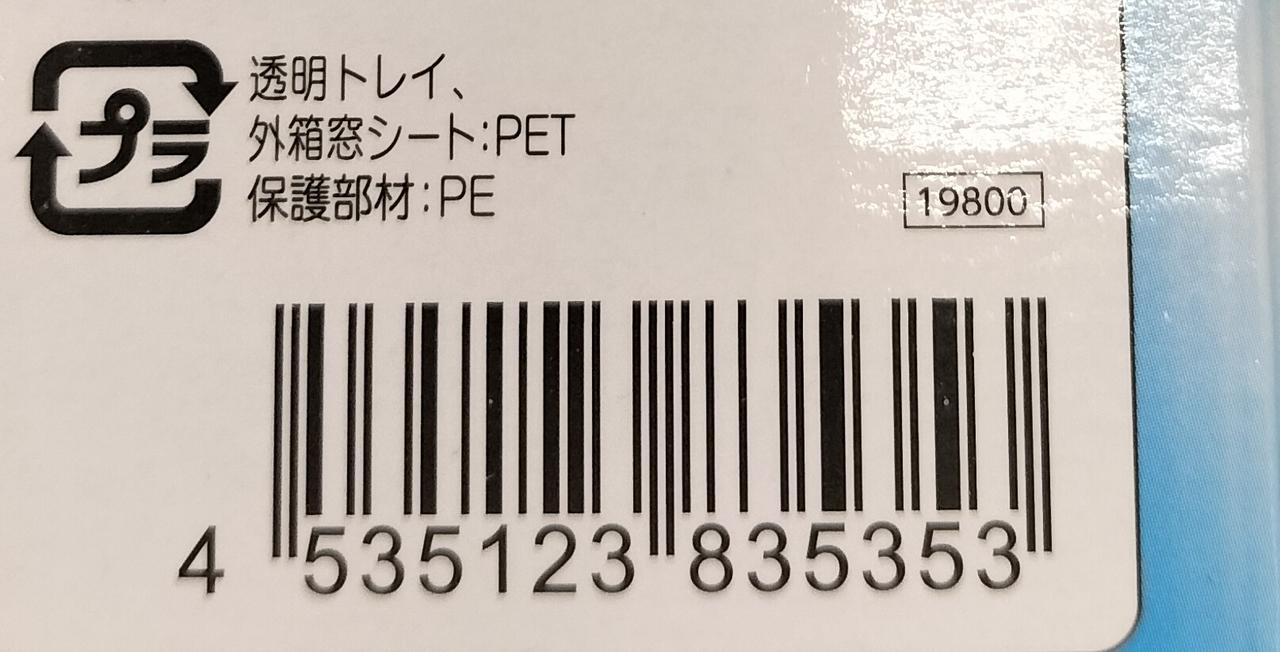 プラ
透明トレイ、
外箱窓シート:PET
保護部材:PE
19800
4 535123 835353